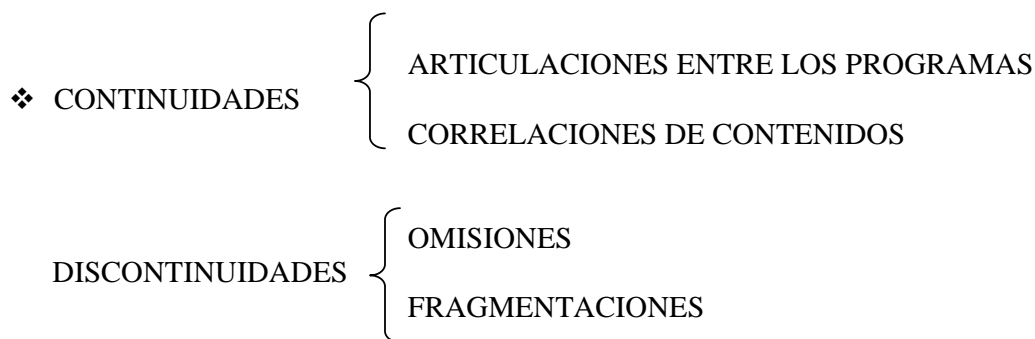 ARTICULACIONES ENTRE LOS PROGRAMAS
❖ CONTINUIDADES
CORRELACIONES DE CONTENIDOS
OMISIONES
DISCONTINUIDADES
FRAGMENTACIONES